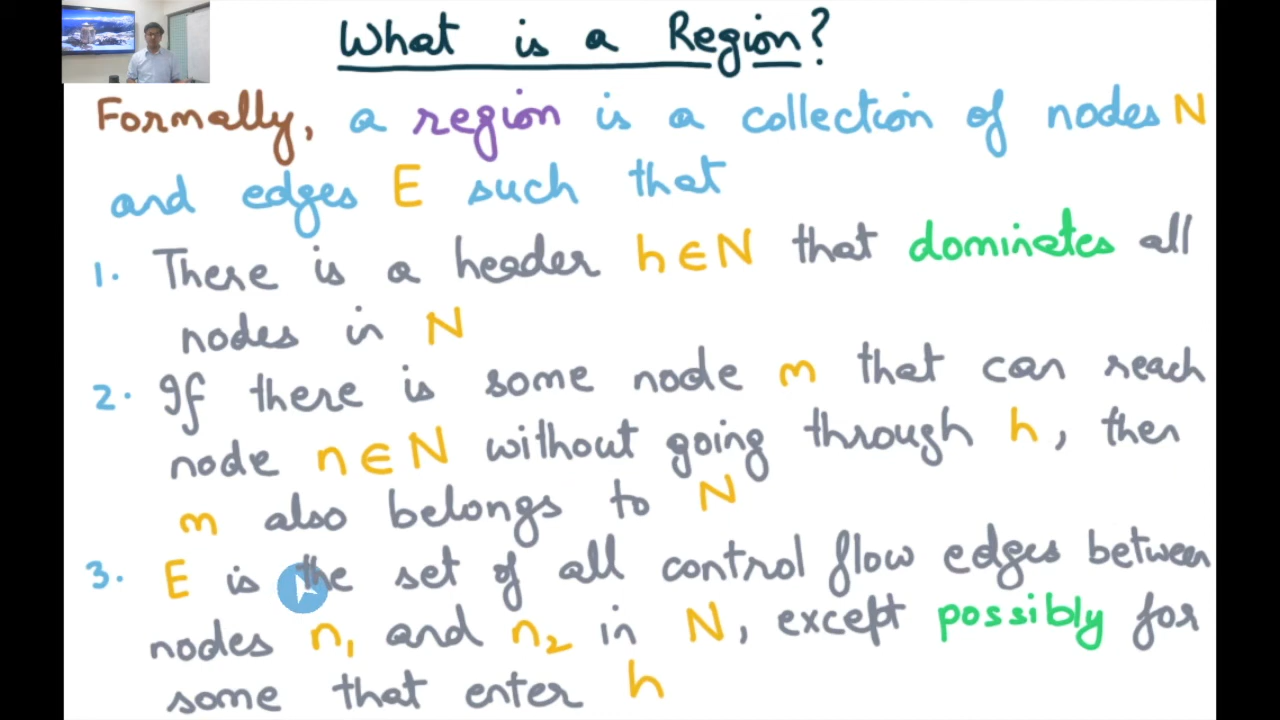 What is a Region?
Formally, a region is a collection of nodes N
and edges E such that
1. There is a header h ∈ N that dominates all
nodes in N
2. If there is some node m that can reach
node n ∈ N without going through h, then
m also belongs to N
3. E is the set of all control flow edges between
nodes n₁ and n₂ in N, except possibly for
some that enter h